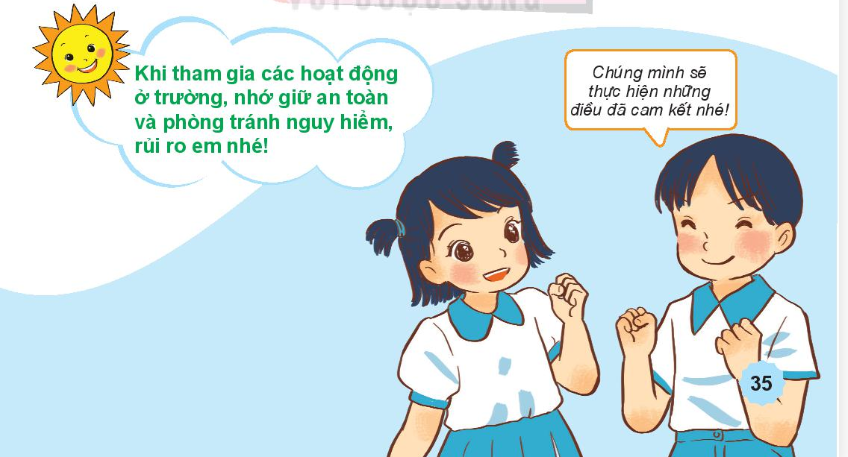 Khi tham gia các hoạt động
ở trường, nhớ giữ an toàn
và phòng tránh nguy hiểm,
rủi ro em nhé!
Chúng mình sẽ
thực hiện những
điều đã cam kết nhé!
35